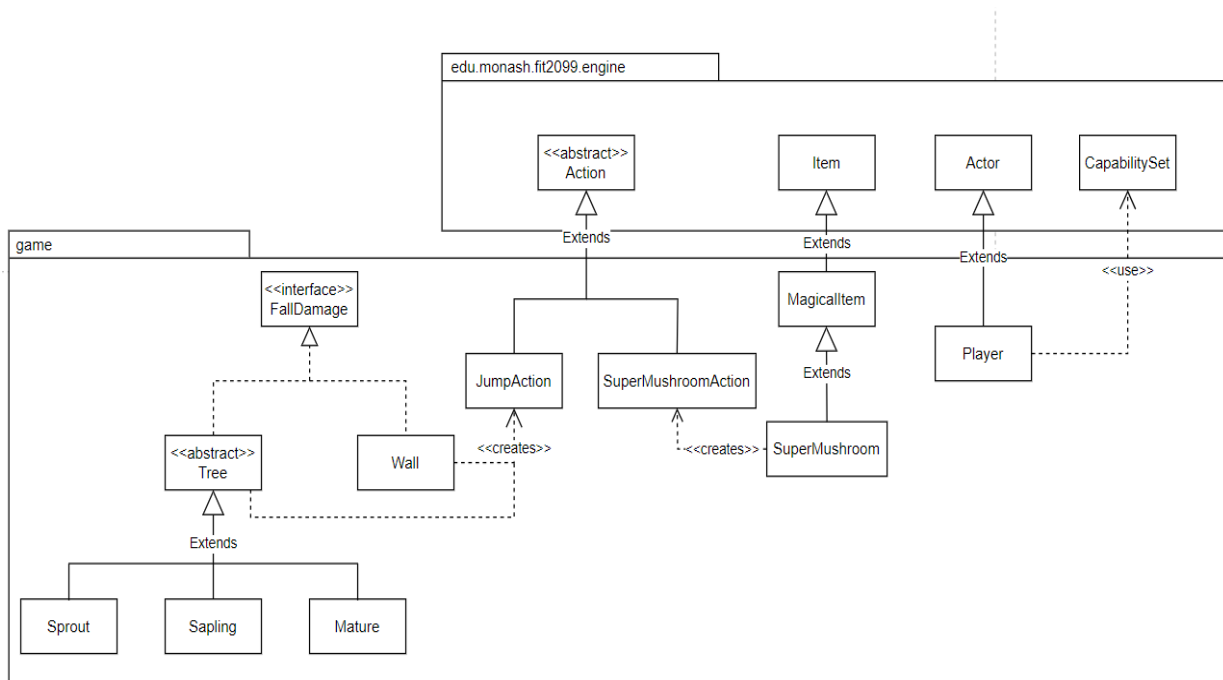 edu.monash.fit2099.engine
<<abstract>>
Action
Item
Actor
CapabilitySet
Extends
Extends
Extends
<<use>>
game
<<interface>>
FallDamage
MagicalItem
Player
JumpAction
SuperMushroomAction
Extends
<<abstract>>
Tree
Wall
<<creates>>
<<creates>>
SuperMushroom
Extends
Sprout
Sapling
Mature